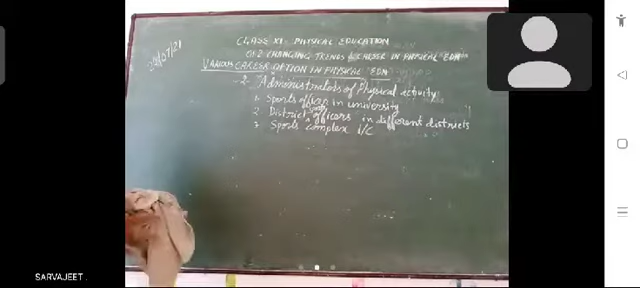 28/07/21
CLASS XI: PHYSICAL EDUCATION
CH.2 CHANGING TRENDS & CAREER IN PHYSICAL EDN
VARIOUS CAREER OPTION IN PHYSICAL EDN
2. Administrators of Physical activity
1. Sports officer in university
2. District sports officers in different districts
3. Sports complex i/c
SARVAJEET .